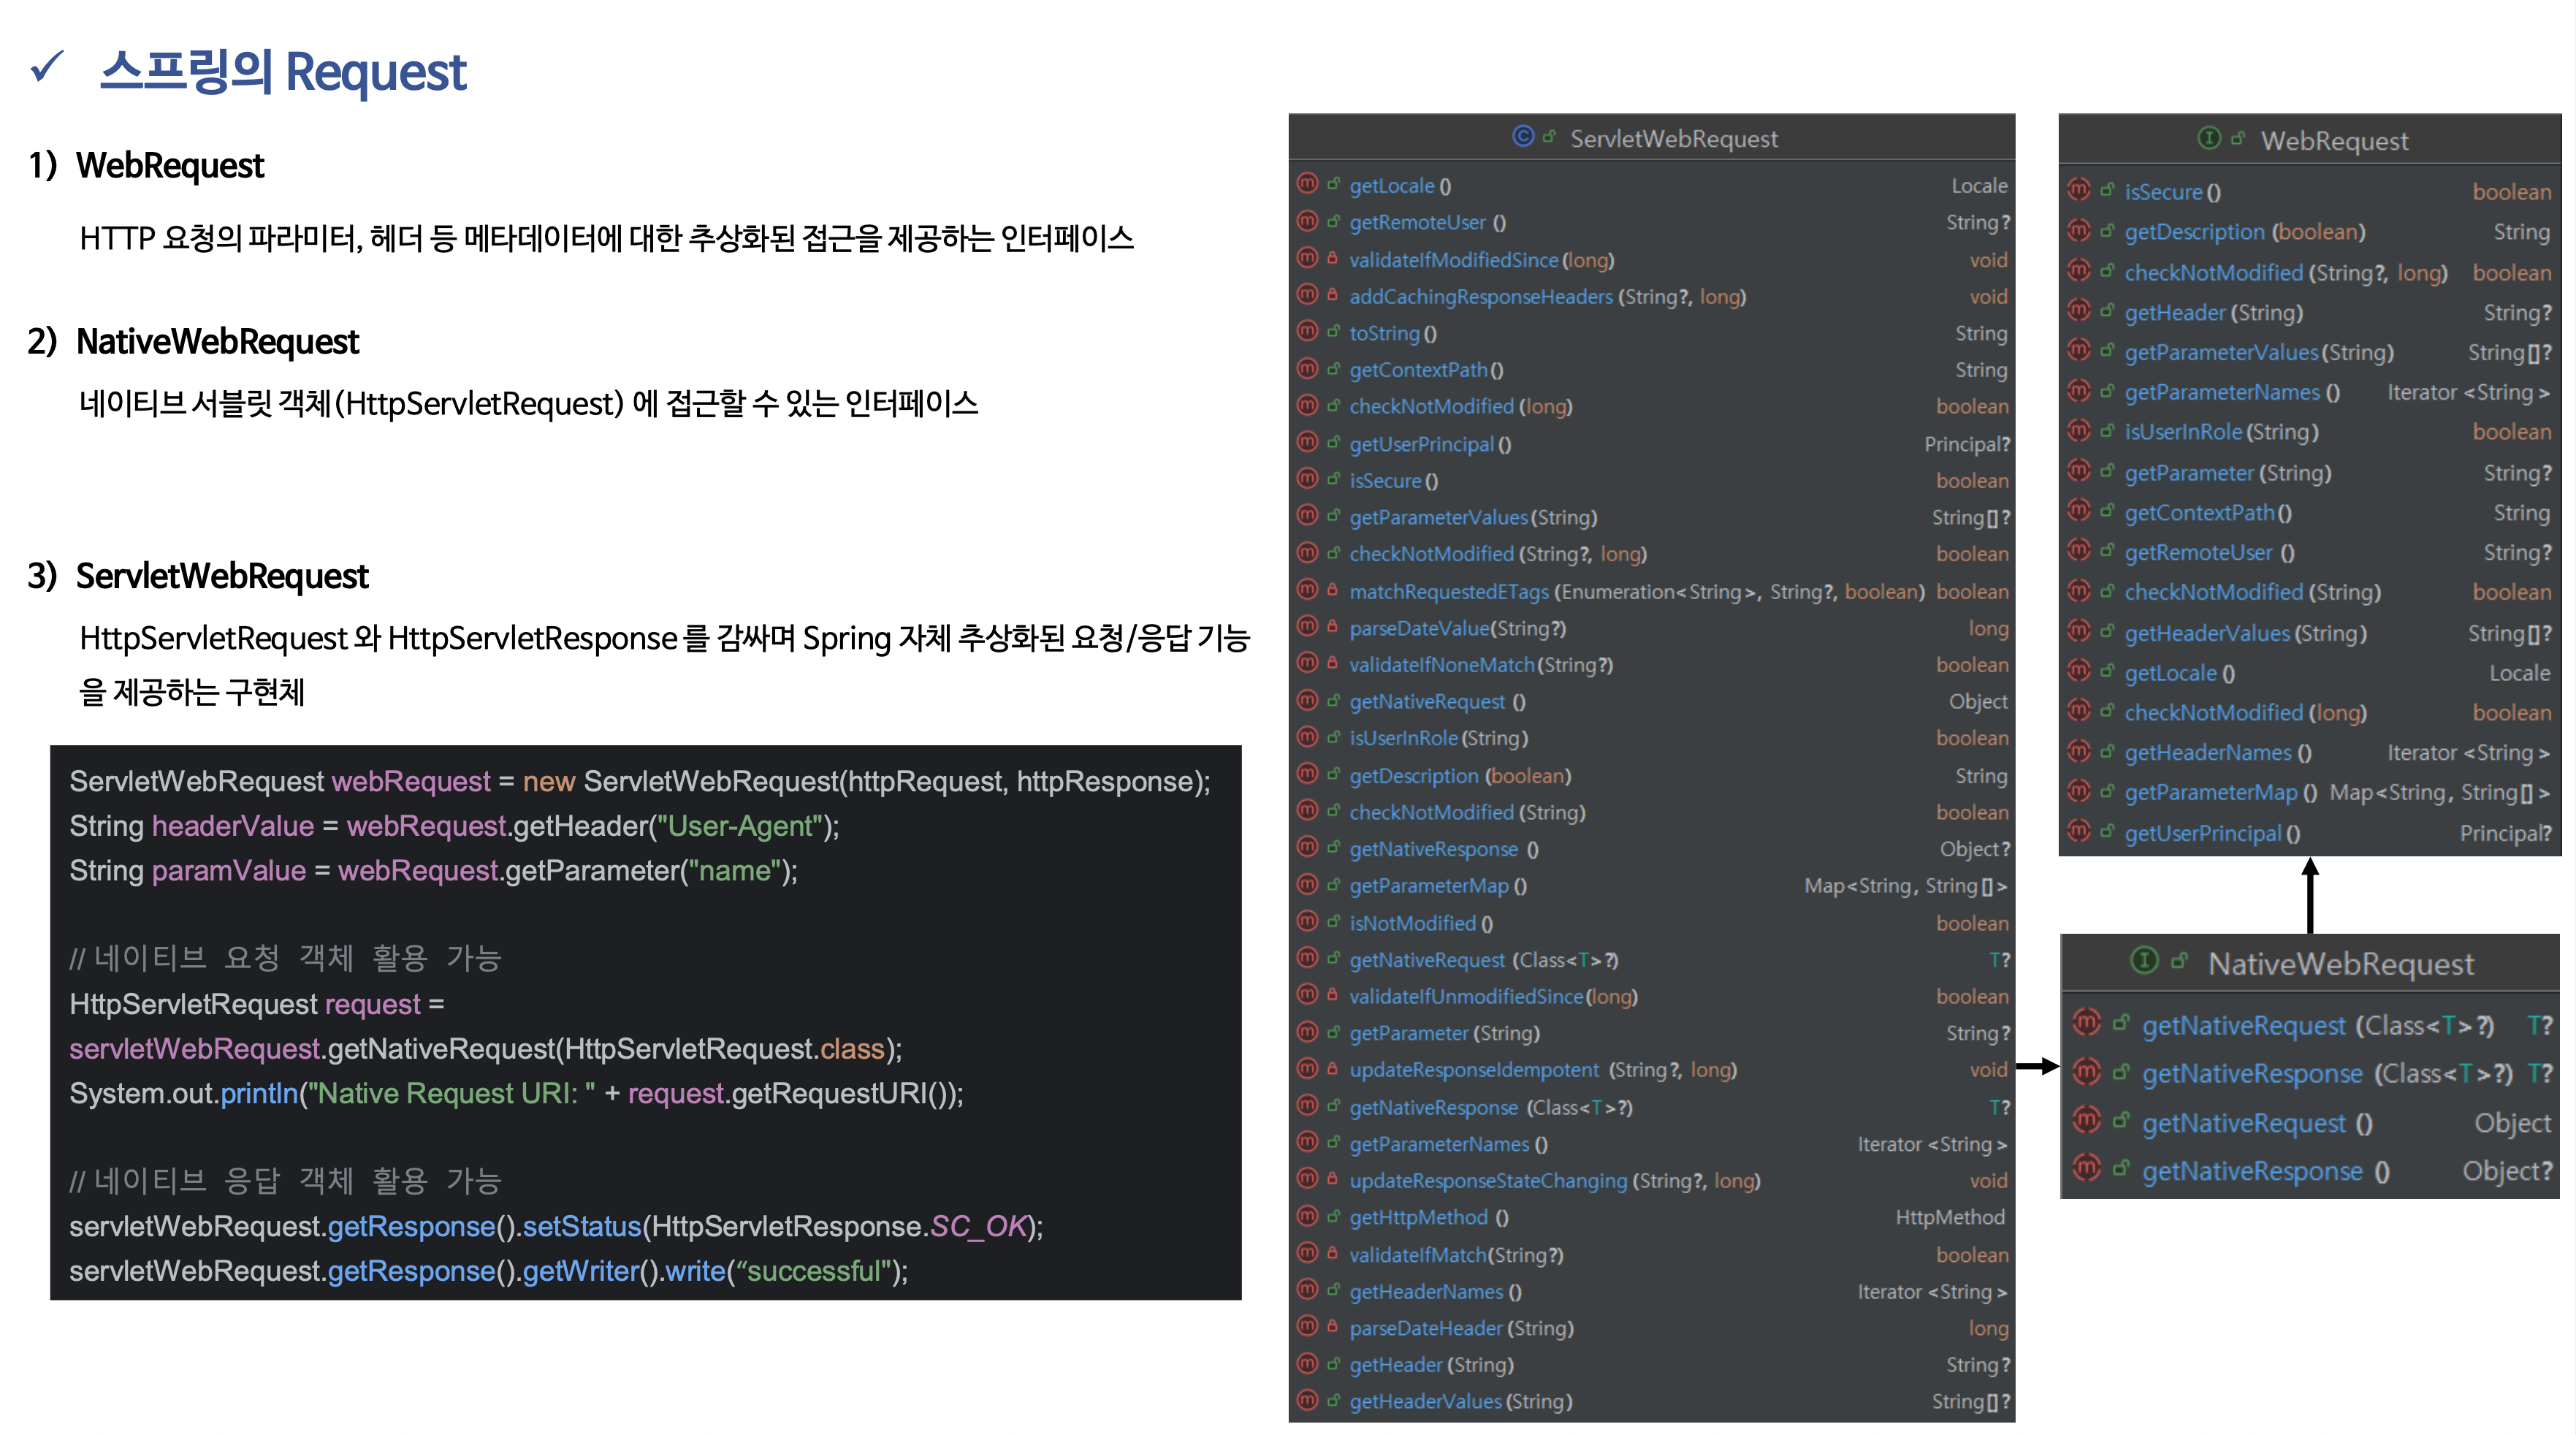 ✓ 스프링의 Request
1) WebRequest
HTTP 요청의 파라미터, 헤더 등 메타데이터에 대한 추상화된 접근을 제공하는 인터페이스
2) NativeWebRequest
네이티브 서블릿 객체(HttpServletRequest) 에 접근할 수 있는 인터페이스
3) ServletWebRequest
HttpServletRequest 와 HttpServletResponse 를 감싸며 Spring 자체 추상화된 요청/응답 기능
을 제공하는 구현체
ServletWebRequest webRequest = new ServletWebRequest(httpRequest, httpResponse);
String headerValue = webRequest.getHeader("User-Agent");
String paramValue = webRequest.getParameter("name");
// 네이티브 요청 객체 활용 가능
HttpServletRequest request =
servletWebRequest.getNativeRequest(HttpServletRequest.class);
System.out.println("Native Request URI: " + request.getRequestURI());
// 네이티브 응답 객체 활용 가능
servletWebRequest.getResponse().setStatus(HttpServletResponse.SC_OK);
servletWebRequest.getResponse().getWriter().write(“successful");
ServletWebRequest
getLocale() Locale
getRemoteUser() String?
validateIfModifiedSince(long) void
addCachingResponseHeaders(String?, long) void
toString() String
getContextPath() String
checkNotModified(long) boolean
getUserPrincipal() Principal?
isSecure() boolean
getParameterValues(String) String[]?
checkNotModified(String?, long) boolean
matchRequestedETags(Enumeration<String>, String?, boolean) boolean
parseDateValue(String?) long
validateIfNoneMatch(String?) boolean
getNativeRequest() Object
isUserInRole(String) boolean
getDescription(boolean) String
checkNotModified(String) boolean
getNativeResponse() Object?
getParameterMap() Map<String, String[]>
isNotModified() boolean
getNativeRequest(Class<T>?) T?
validateIfUnmodifiedSince(long) boolean
getParameter(String) String?
updateResponseIdempotent(String?, long) void
getNativeResponse(Class<T>?) T?
getParameterNames() Iterator<String>
updateResponseStateChanging(String?, long) void
getHttpMethod() HttpMethod
validateIfMatch(String?) boolean
getHeaderNames() Iterator<String>
parseDateHeader(String) long
getHeader(String) String?
getHeaderValues(String) String[]?
WebRequest
isSecure() boolean
getDescription(boolean) String
checkNotModified(String?, long) boolean
getHeader(String) String?
getParameterValues(String) String[]?
getParameterNames() Iterator<String>
isUserInRole(String) boolean
getParameter(String) String?
getContextPath() String
getRemoteUser() String?
checkNotModified(String) boolean
getHeaderValues(String) String[]?
getLocale() Locale
checkNotModified(long) boolean
getHeaderNames() Iterator<String>
getParameterMap() Map<String, String[]>
getUserPrincipal() Principal?
NativeWebRequest
getNativeRequest(Class<T>?) T?
getNativeResponse(Class<T>?) T?
getNativeRequest() Object
getNativeResponse() Object?